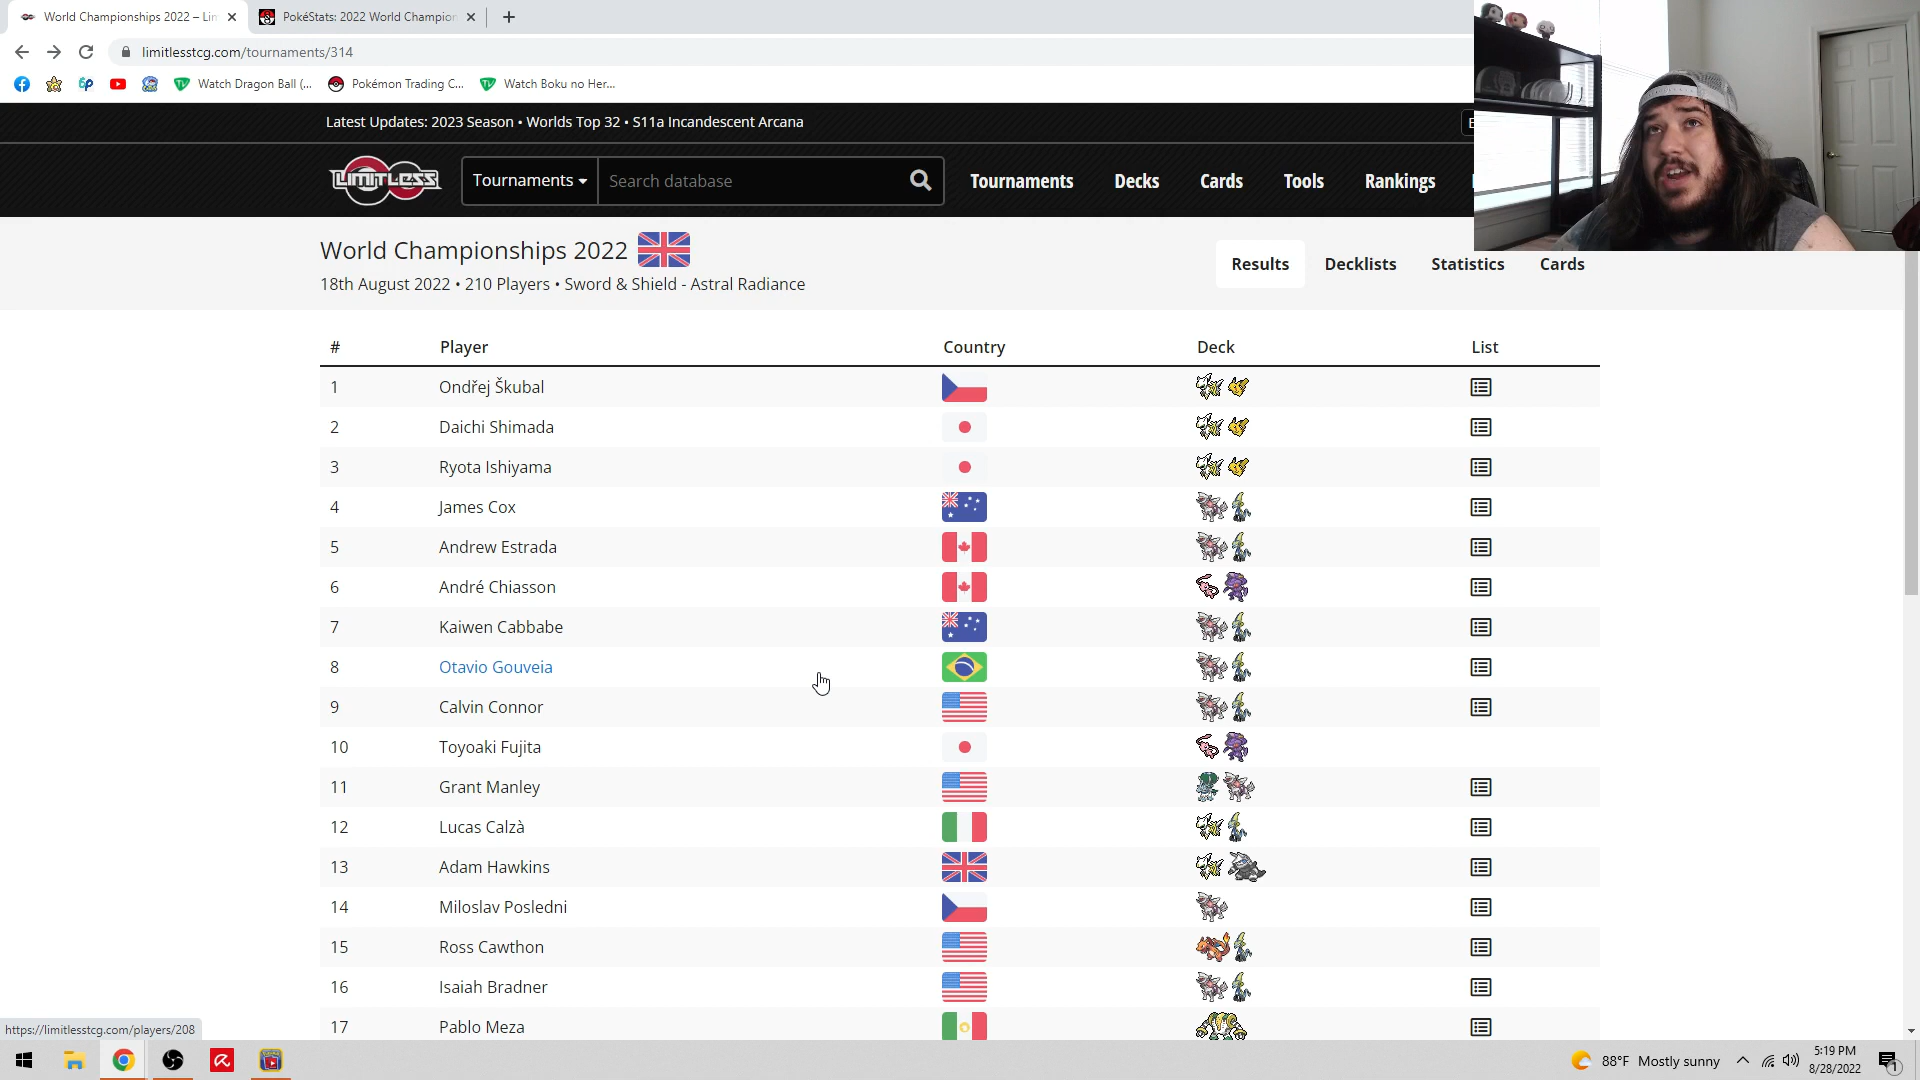 World Championships 2022 – Lin
PokéStats: 2022 World Champion
limitlesstcg.com/tournaments/314
Watch Dragon Ball (...
Pokémon Trading C...
Watch Boku no Her...
Latest Updates: 2023 Season • Worlds Top 32 • S11a Incandescent Arcana
LIMITLESS
Tournaments
Search database
Tournaments
Decks
Cards
Tools
Rankings
World Championships 2022
18th August 2022 • 210 Players • Sword & Shield - Astral Radiance
Results
Decklists
Statistics
Cards
# Player Country Deck List
1 Ondřej Škubal
2 Daichi Shimada
3 Ryota Ishiyama
4 James Cox
5 Andrew Estrada
6 André Chiasson
7 Kaiwen Cabbabe
8 Otavio Gouveia
9 Calvin Connor
10 Toyoaki Fujita
11 Grant Manley
12 Lucas Calzà
13 Adam Hawkins
14 Miloslav Posledni
15 Ross Cawthon
16 Isaiah Bradner
17 Pablo Meza
https://limitlesstcg.com/players/208
88°F Mostly sunny
5:19 PM
8/28/2022
1